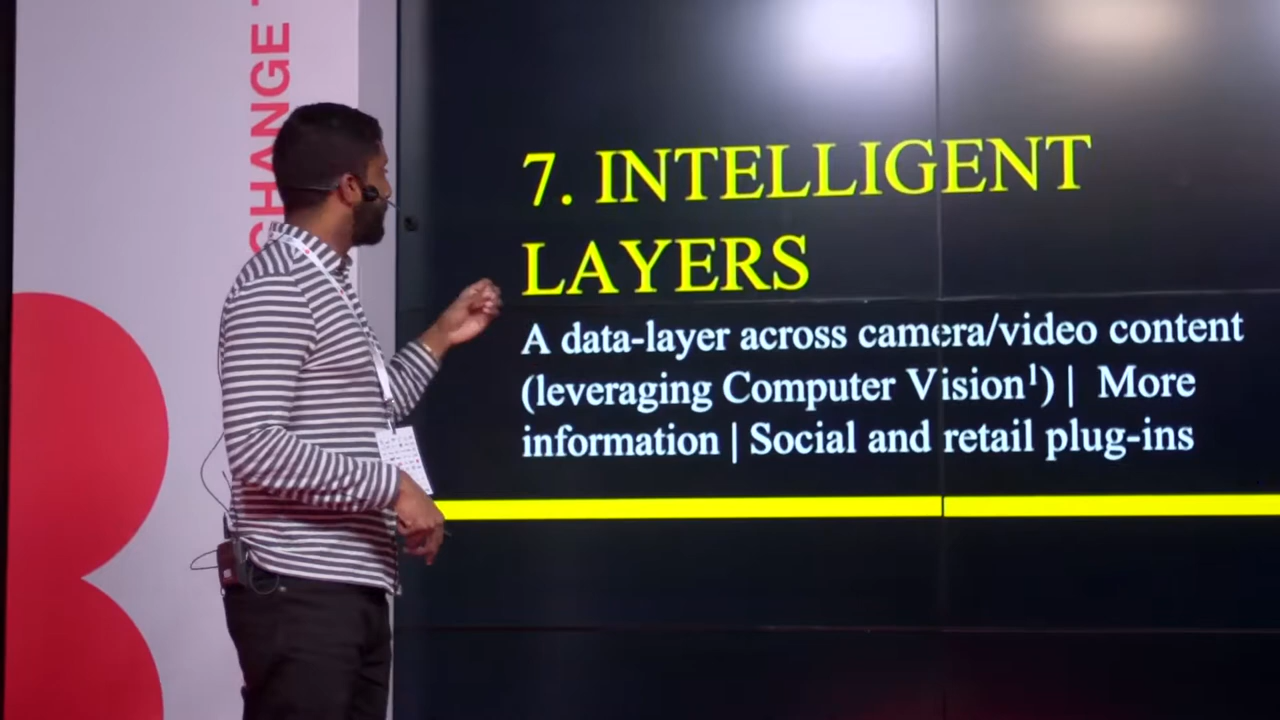 CHANGE
7. INTELLIGENT
LAYERS
A data-layer across camera/video content
(leveraging Computer Vision¹) | More
information | Social and retail plug-ins